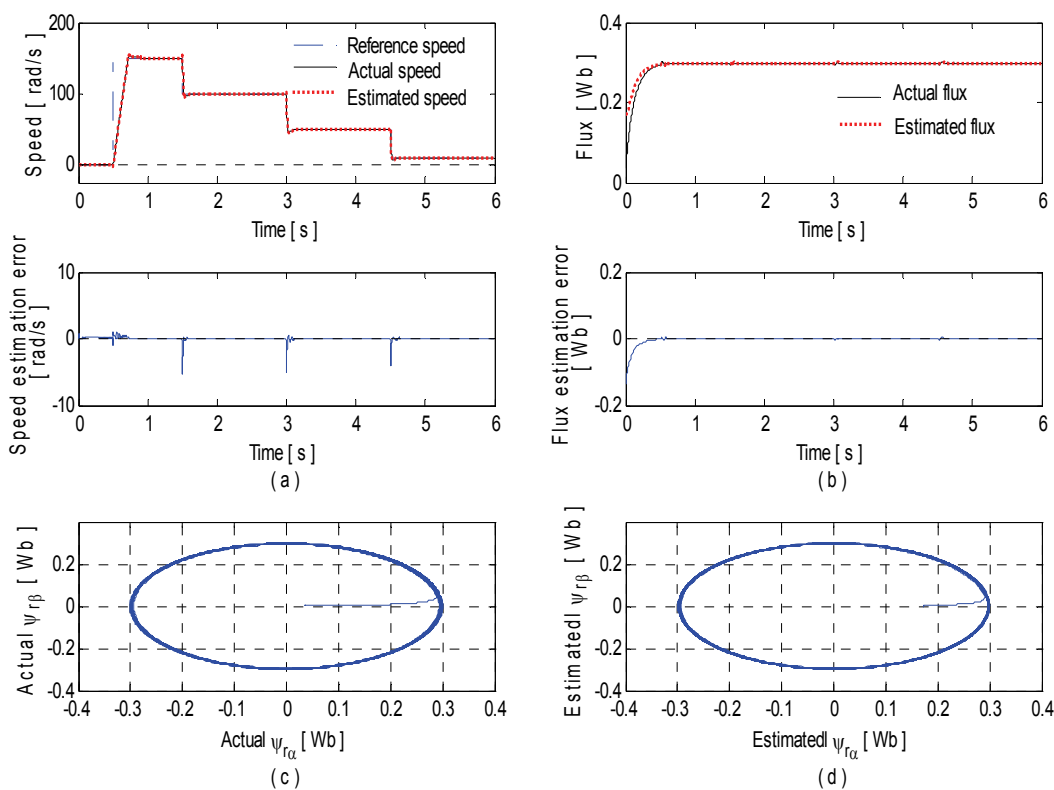 200
100
0
Speed [ rad/s ]
Reference speed
Actual speed
Estimated speed
0 1 2 3 4 5 6
Time [ s ]
0.4
0.2
0
Flux [ Wb ]
Actual flux
Estimated flux
0 1 2 3 4 5 6
Time [ s ]
10
0
-10
Speed estimation error
[ rad/s ]
0 1 2 3 4 5 6
Time [ s ]
(a)
0.2
0
-0.2
Flux estimation error
[ Wb ]
0 1 2 3 4 5 6
Time [ s ]
(b)
0.2
0
-0.2
-0.4
Actual ψrβ [ Wb ]
-0.4 -0.3 -0.2 -0.1 0 0.1 0.2 0.3 0.4
Actual ψrα [ Wb ]
(c)
0.2
0
-0.2
-0.4
Estimatedl ψrβ [ Wb ]
-0.4 -0.3 -0.2 -0.1 0 0.1 0.2 0.3 0.4
Estimatedl ψrα [ Wb ]
(d)